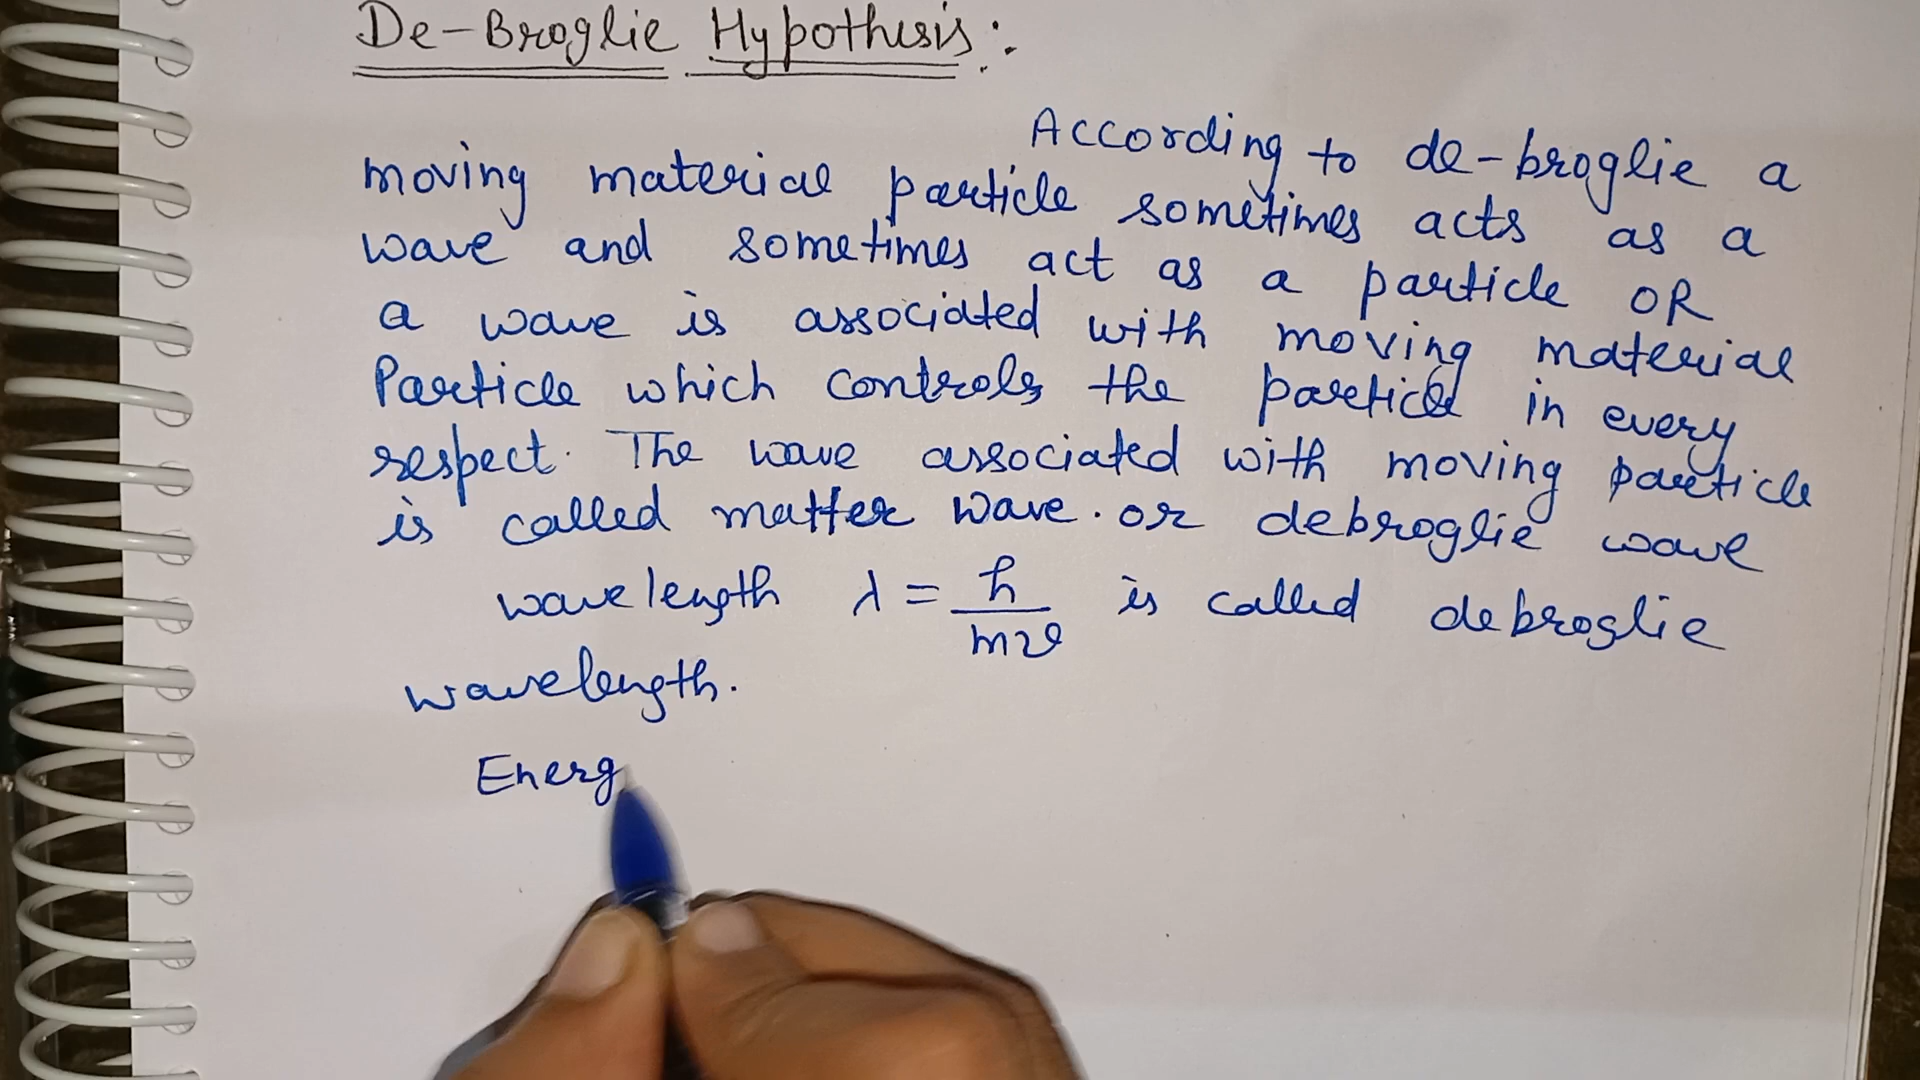 De-Broglie Hypothesis:
According to de-broglie a
moving material particle sometimes acts as a
wave and sometimes act as a particle OR
a wave is associated with moving material
Particle which controls the particle in every
respect. The wave associated with moving particle
is called matter wave. or debroglie wave
wavelength λ = h/mv is called debroglie
wavelength.
Energ